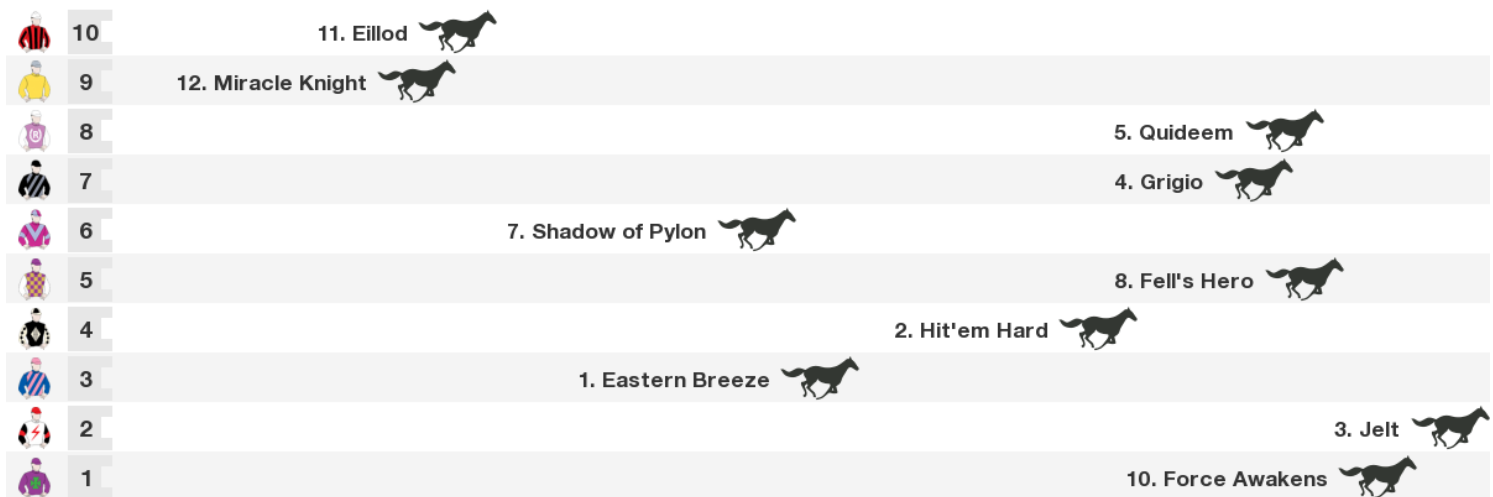 10 11. Eillod
9 12. Miracle Knight
8 5. Quideem
7 4. Grigio
6 7. Shadow of Pylon
5 8. Fell's Hero
4 2. Hit'em Hard
3 1. Eastern Breeze
2 3. Jelt
1 10. Force Awakens